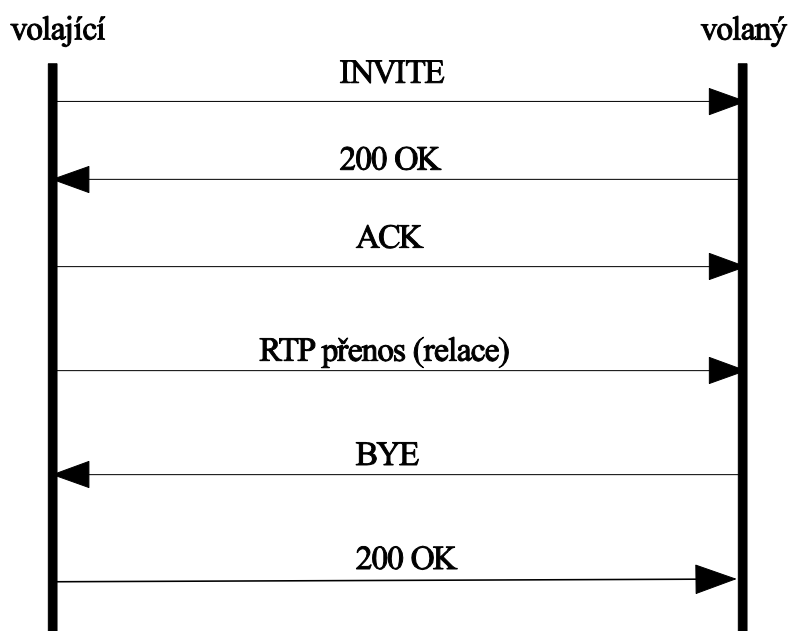 volající
volaný
INVITE
200 OK
ACK
RTP přenos (relace)
BYE
200 OK